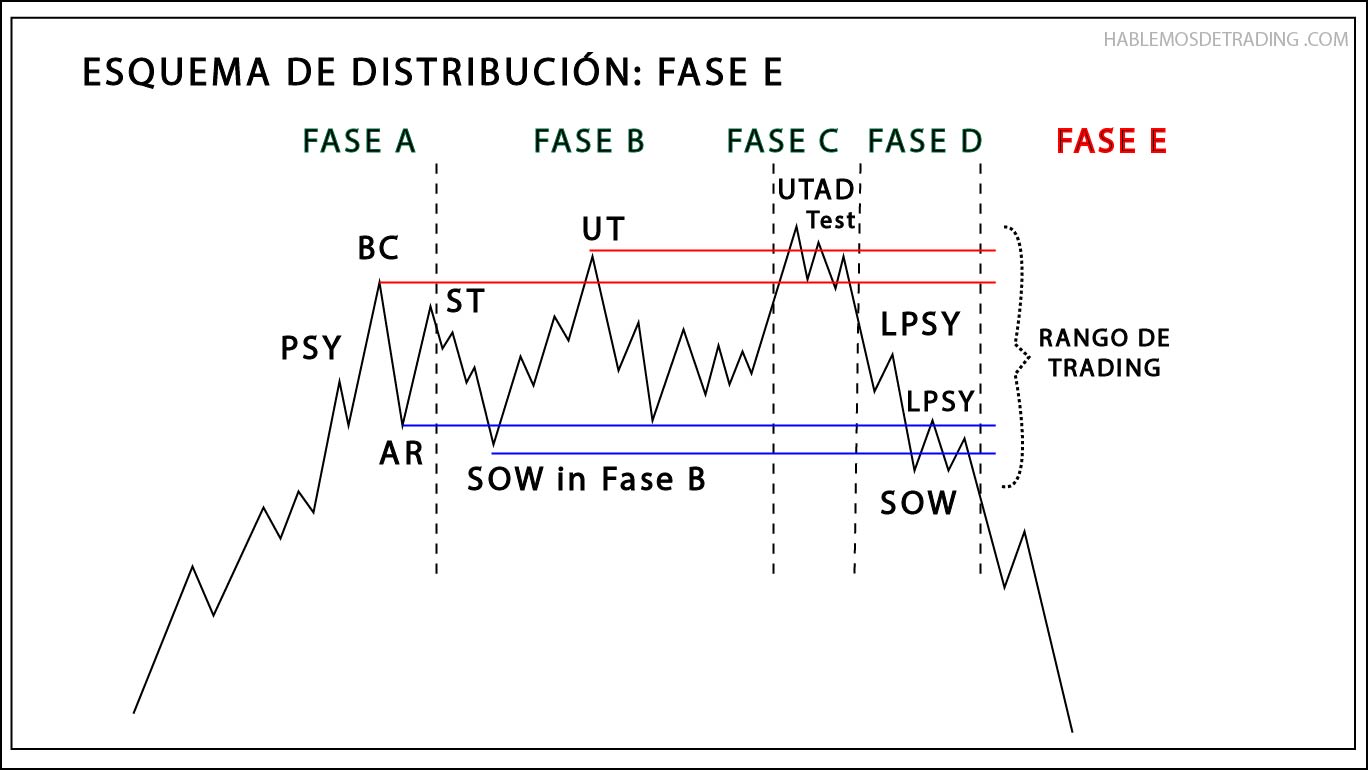 HABLEMOSDETRADING .COM
ESQUEMA DE DISTRIBUCIÓN: FASE E
FASE A
FASE B
FASE C
FASE D
FASE E
UTAD
Test
UT
BC
ST
PSY
LPSY
RANGO DE
TRADING
LPSY
AR
SOW in Fase B
SOW